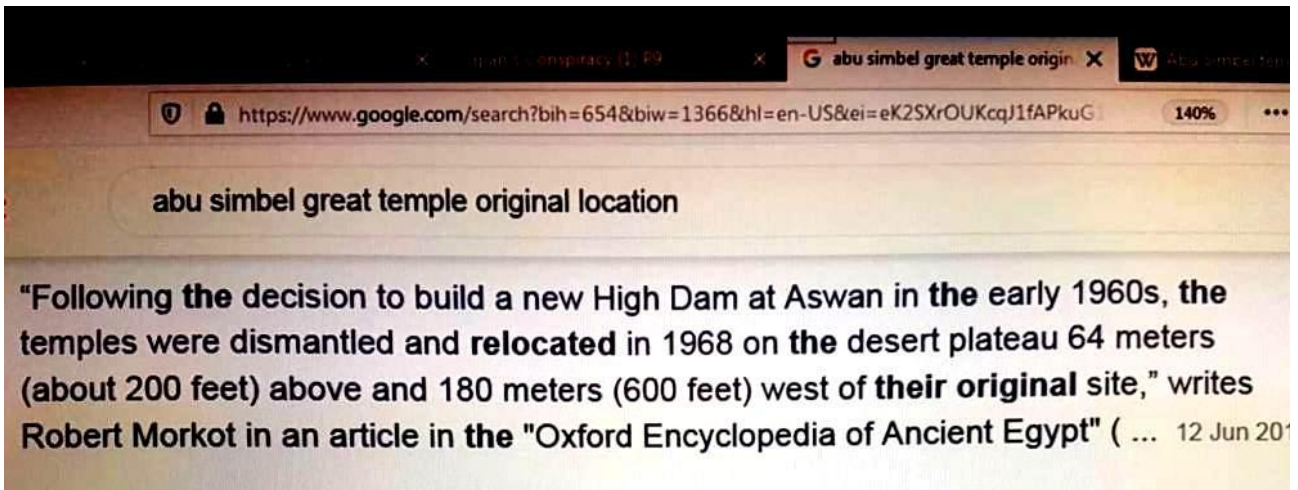 abu simbel great temple origin
https://www.google.com/search?bih=654&biw=1366&hl=en-US&ei=eK2SXrOUKcqJ1fAPkuG
140%
abu simbel great temple original location
“Following the decision to build a new High Dam at Aswan in the early 1960s, the
temples were dismantled and relocated in 1968 on the desert plateau 64 meters
(about 200 feet) above and 180 meters (600 feet) west of their original site,” writes
Robert Morkot in an article in the "Oxford Encyclopedia of Ancient Egypt" ( ... 12 Jun 201